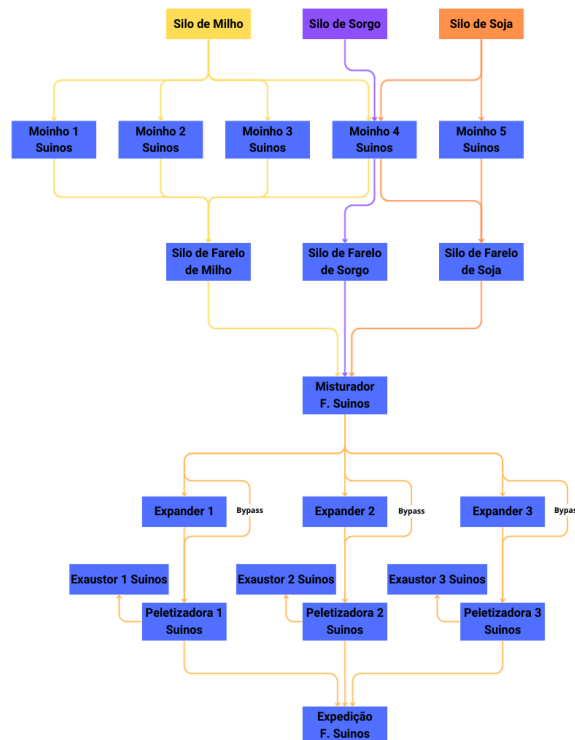 Silo de Milho
Silo de Sorgo
Silo de Soja
Moinho 1
Suinos
Moinho 2
Suinos
Moinho 3
Suinos
Moinho 4
Suinos
Moinho 5
Suinos
Silo de Farelo
de Milho
Silo de Farelo
de Sorgo
Silo de Farelo
de Soja
Misturador
F. Suinos
Expander 1
Bypass
Expander 2
Bypass
Expander 3
Bypass
Exaustor 1 Suinos
Exaustor 2 Suinos
Exaustor 3 Suinos
Peletizadora 1
Suinos
Peletizadora 2
Suinos
Peletizadora 3
Suinos
Expedição
F. Suinos